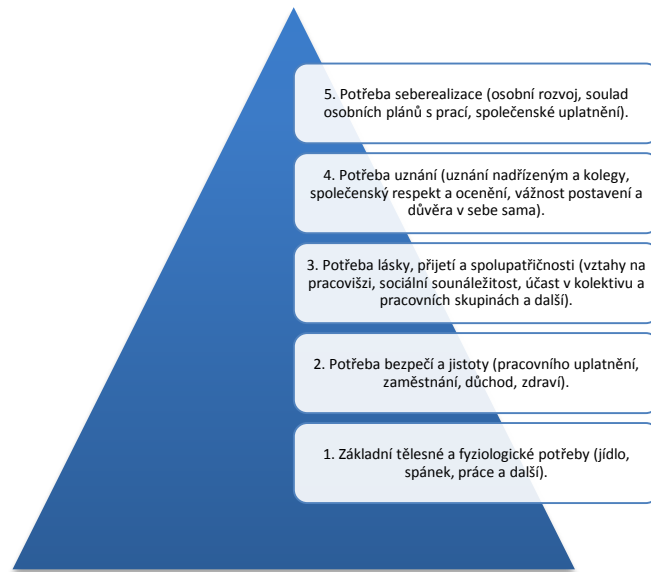 5. Potřeba seberealizace (osobní rozvoj, soulad
osobních plánů s prací, společenské uplatnění).
4. Potřeba uznání (uznání nadřízeným a kolegy,
společenský respekt a ocenění, vážnost postavení a
důvěra v sebe sama).
3. Potřeba lásky, přijetí a spolupatřičnosti (vztahy na
pracovišzi, sociální sounáležitost, účast v kolektivu a
pracovních skupinách a další).
2. Potřeba bezpečí a jistoty (pracovního uplatnění,
zaměstnání, důchod, zdraví).
1. Základní tělesné a fyziologické potřeby (jídlo,
spánek, práce a další).